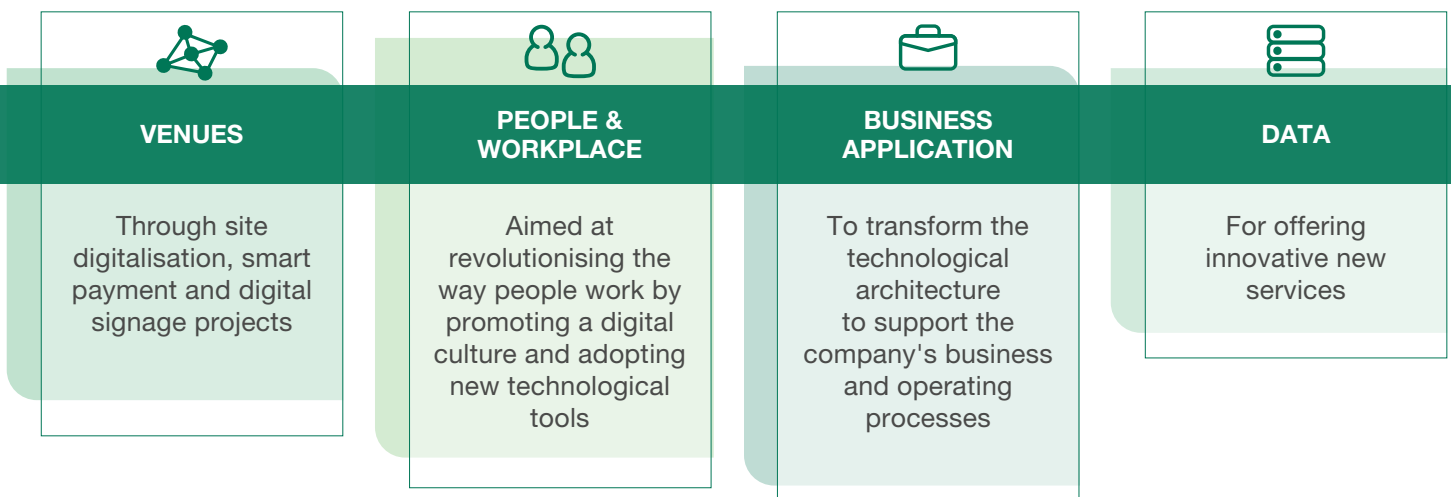 VENUES
Through site
digitalisation, smart
payment and digital
signage projects
PEOPLE &
WORKPLACE
Aimed at
revolutionising the
way people work by
promoting a digital
culture and adopting
new technological
tools
BUSINESS
APPLICATION
To transform the
technological
architecture
to support the
company's business
and operating
processes
DATA
For offering
innovative new
services